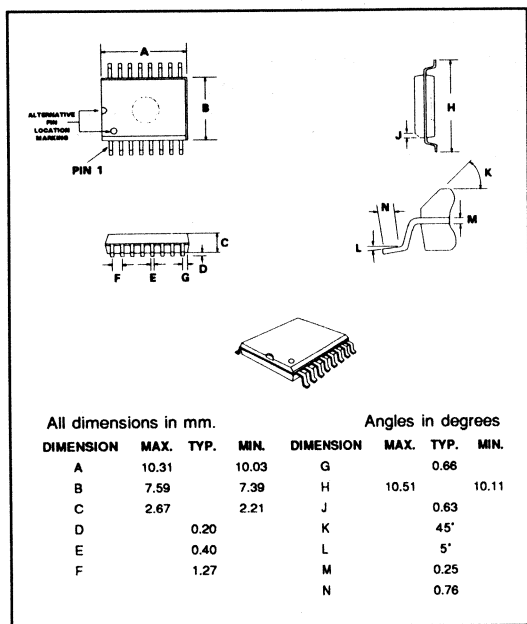 A
B
ALTERNATIVE
PIN
LOCATION
MARKING
PIN 1
H
J
K
N
M
L
C
D
F E G
All dimensions in mm. Angles in degrees
DIMENSION MAX. TYP. MIN. DIMENSION MAX. TYP. MIN.
A 10.31 10.03 G 0.66
B 7.59 7.39 H 10.51 10.11
C 2.67 2.21 J 0.63
D 0.20 K 45°
E 0.40 L 5°
F 1.27 M 0.25
N 0.76